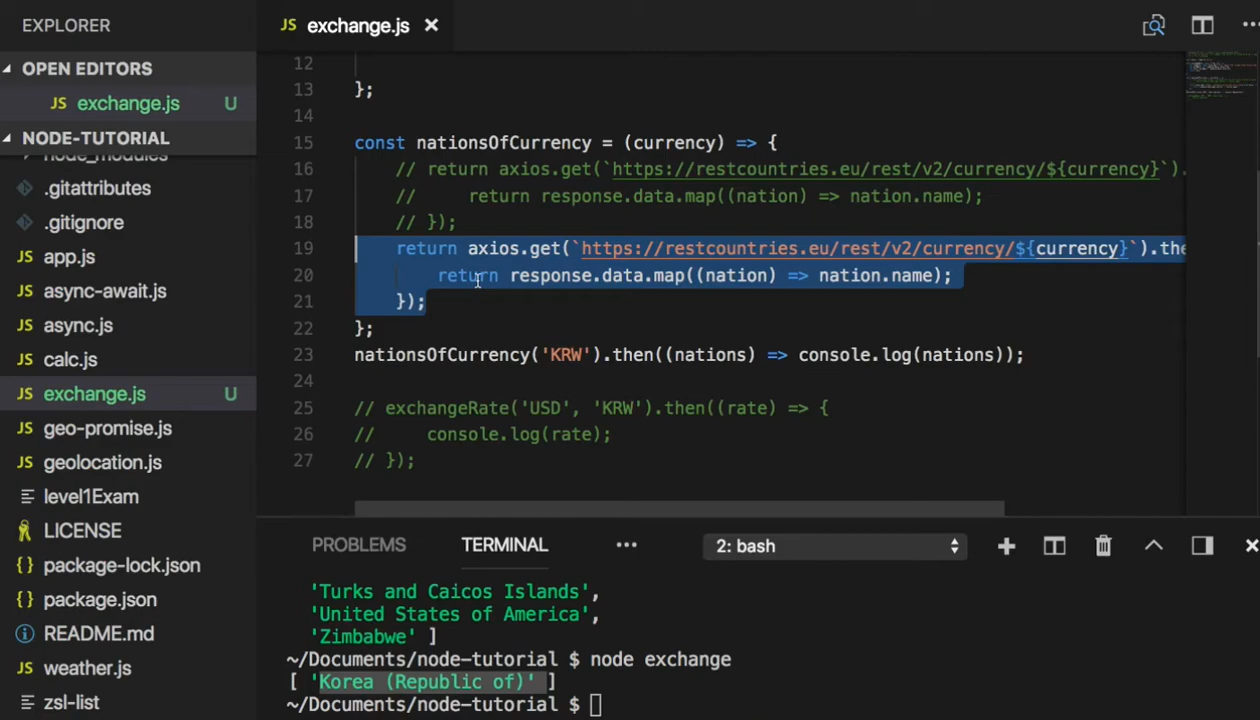 EXPLORER
JS exchange.js ×
OPEN EDITORS
JS exchange.js U
NODE-TUTORIAL
node_modules
.gitattributes
.gitignore
JS app.js
JS async-await.js
JS async.js
JS calc.js
JS exchange.js U
JS geo-promise.js
JS geolocation.js
level1Exam
LICENSE
{} package-lock.json
{} package.json
README.md
JS weather.js
zsl-list
12
13 };
14
15 const nationsOfCurrency = (currency) => {
16 // return axios.get(`https://restcountries.eu/rest/v2/currency/${currency}`).
17 // return response.data.map((nation) => nation.name);
18 // });
19 return axios.get(`https://restcountries.eu/rest/v2/currency/${currency}`).the
20 return response.data.map((nation) => nation.name);
21 });
22 };
23 nationsOfCurrency('KRW').then((nations) => console.log(nations));
24
25 // exchangeRate('USD', 'KRW').then((rate) => {
26 // console.log(rate);
27 // });
PROBLEMS TERMINAL ... 2: bash
'Turks and Caicos Islands',
'United States of America',
'Zimbabwe' ]
~/Documents/node-tutorial $ node exchange
[ 'Korea (Republic of)' ]
~/Documents/node-tutorial $